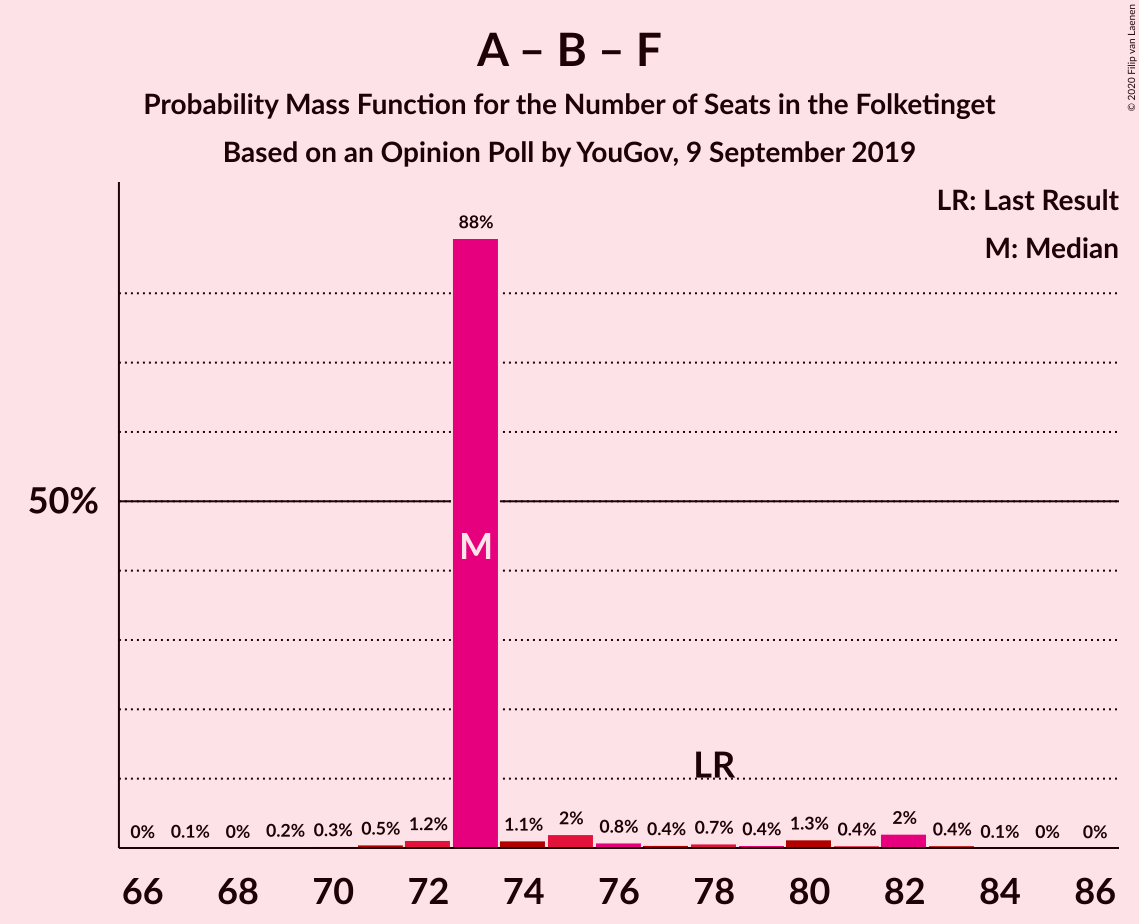 A – B – F
Probability Mass Function for the Number of Seats in the Folketinget
Based on an Opinion Poll by YouGov, 9 September 2019
© 2020 Filip van Laenen
LR: Last Result
M: Median
88%
50%
M
LR
0% 0.1% 0% 0.2% 0.3% 0.5% 1.2% 1.1% 2% 0.8% 0.4% 0.7% 0.4% 1.3% 0.4% 2% 0.4% 0.1% 0% 0%
66 68 70 72 74 76 78 80 82 84 86